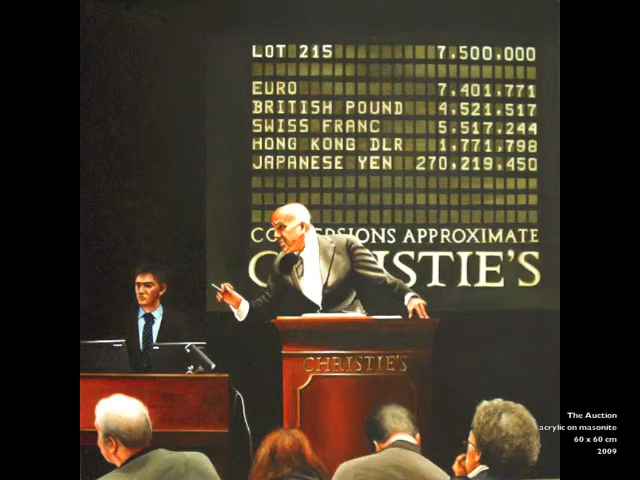 LOT 215 7,500,000
EURO 7,401,771
BRITISH POUND 4,521,517
SWISS FRANC 5,517,244
HONG KONG DLR 1,771,798
JAPANESE YEN 270,219,450
CONVERSIONS APPROXIMATE
CHRISTIE'S
CHRISTIE'S
The Auction
acrylic on masonite
60 x 60 cm
2009